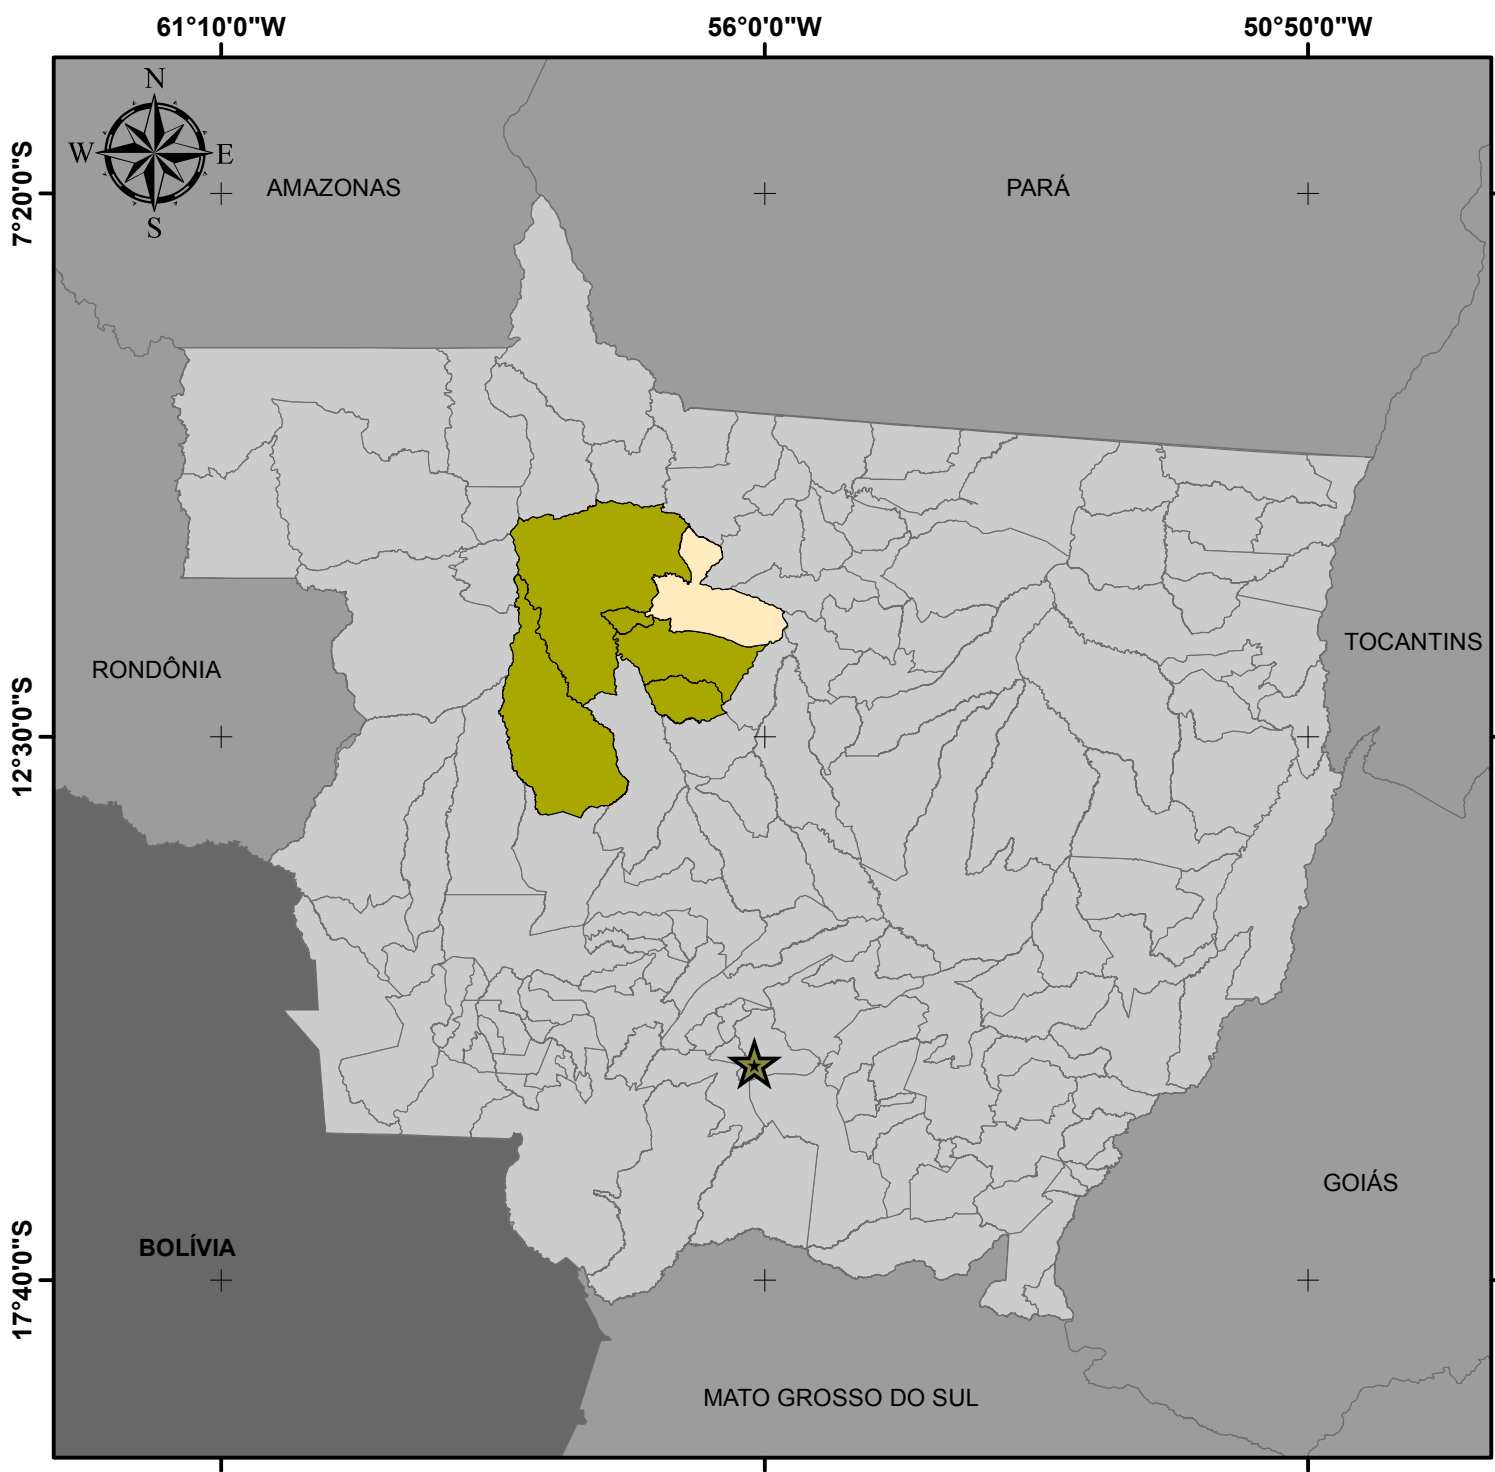 61°10'0"W 56°0'0"W 50°50'0"W
N
W E
S
7°20'0"S
AMAZONAS PARÁ
TOCANTINS
RONDÔNIA
12°30'0"S
GOIÁS
BOLÍVIA
17°40'0"S
MATO GROSSO DO SUL